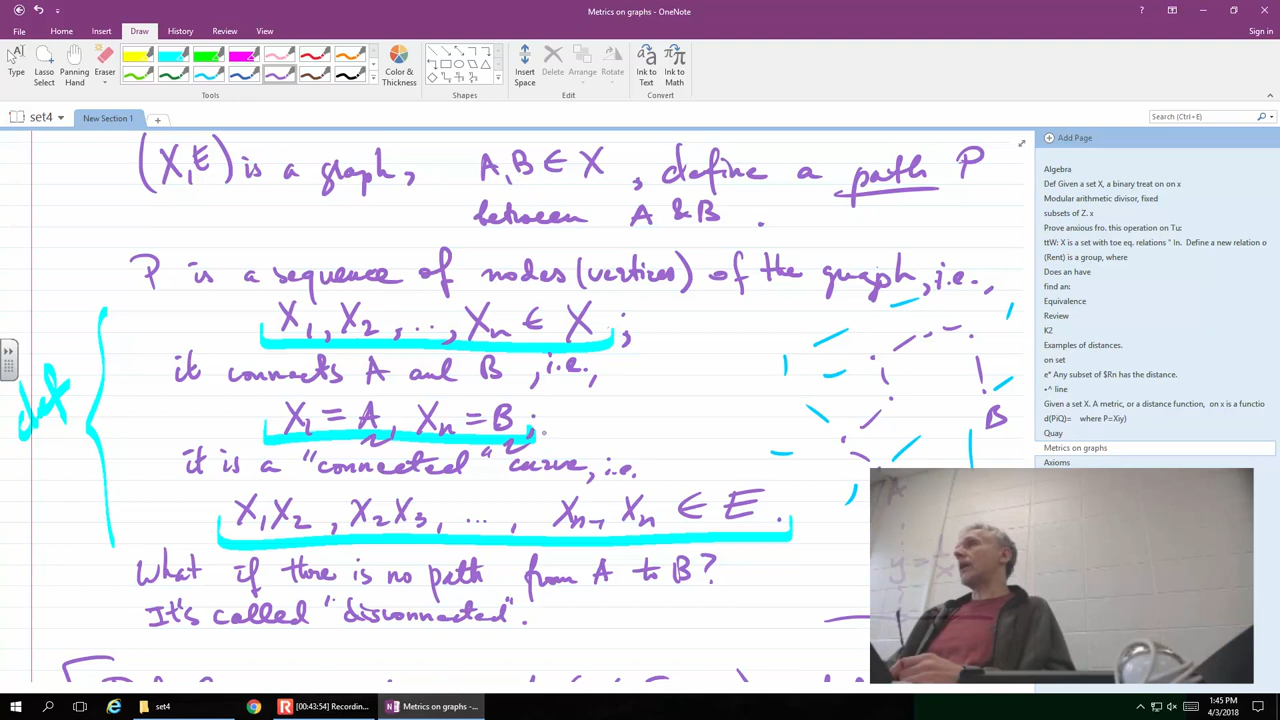 Metrics on graphs - OneNote
File Home Insert Draw History Review View
Sign in
Type Lasso Select Panning Hand Eraser Color & Thickness Insert Space Delete Arrange Rotate Ink to Text Ink to Math
Tools Shapes Edit Convert
set4 New Section 1
Search (Ctrl+E)
(X,E) is a graph, A,B ∈ X, define a path P
between A & B.
P is a sequence of nodes (vertices) of the graph, i.e.,
X1, X2, .., Xn ∈ X ;
it connects A and B, i.e.,
X1 = A, Xn = B ;
B
it is a "connected" curve, i.e.
X1X2, X2X3, ..., Xn-1 Xn ∈ E.
What if there is no path from A to B?
It's called "disconnected".
Add Page
Algebra
Def Given a set X, a binary treat on on x
Modular arithmetic divisor, fixed
subsets of Z. x
Prove anxious fro. this operation on Tu:
ttW: X is a set with toe eq. relations " ln. Define a new relation o
(Rent) is a group, where
Does an have
find an:
Equivalence
Review
K2
Examples of distances.
on set
e* Any subset of $Rn has the distance.
•^ line
Given a set X. A metric, or a distance function, on x is a functio
d(PiQ)= where P=Xiy)
Quay
Metrics on graphs
Axioms
set4
(00:43:54) Recordin...
Metrics on graphs -...
1:45 PM
4/3/2018